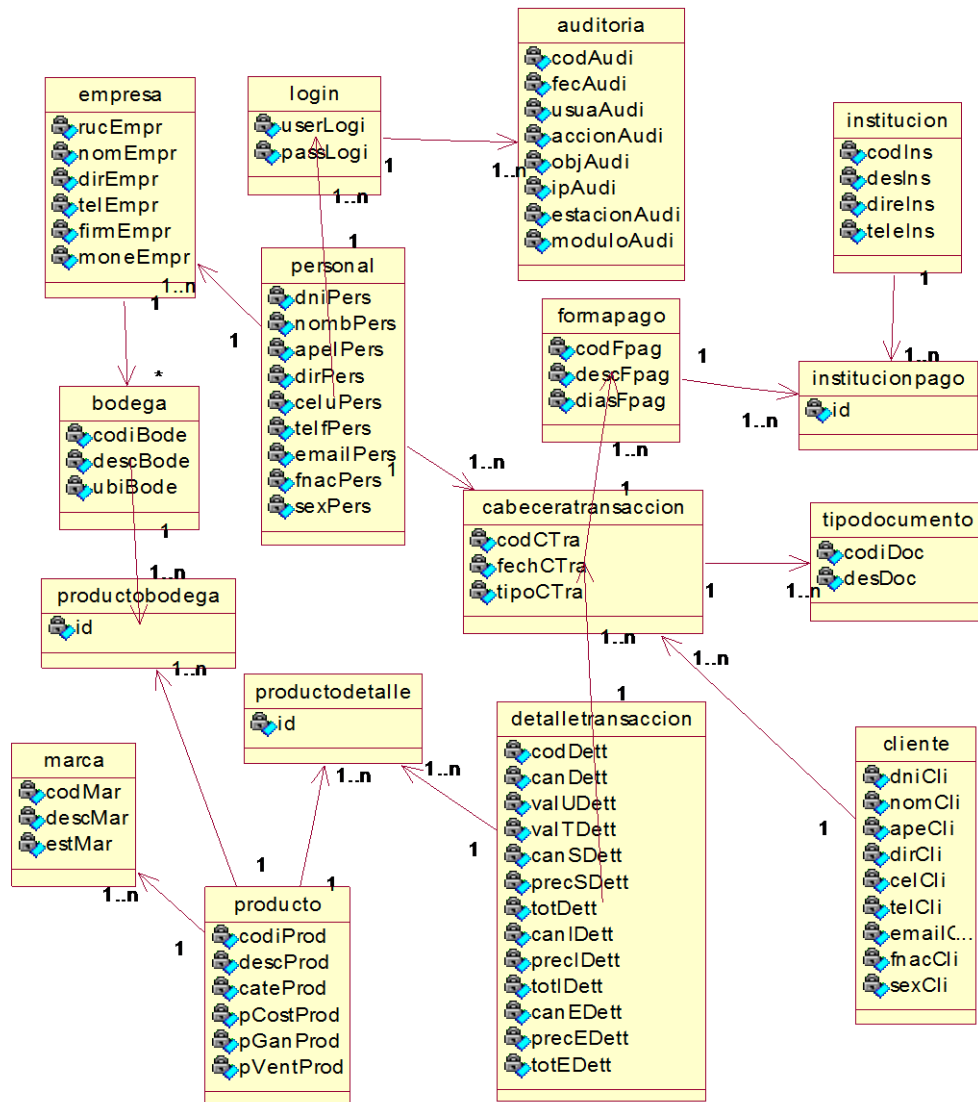 auditoria
codAudi
fecAudi
usuaAudi
accionAudi
objAudi
ipAudi
estacionAudi
moduloAudi
empresa
rucEmpr
nomEmpr
dirEmpr
telEmpr
firmEmpr
moneEmpr
login
userLogi
passLogi
institucion
codIns
desIns
direIns
teleIns
1
1..n
1..n
1
personal
dniPers
nombPers
apelPers
dirPers
celuPers
telfPers
emailPers
fnacPers
sexPers
1..n
1
1
*
formapago
codFpag
descFpag
diasFpag
1
1..n
1
1..n
institucionpago
id
bodega
codiBode
descBode
ubiBode
1
1..n
1
1..n
1..n
1
cabeceratransaccion
codCTra
fechCTra
tipoCTra
tipodocumento
codiDoc
desDoc
1
1..n
productobodega
id
1..n
1..n
1..n
1
productodetalle
id
1..n
1..n
detalletransaccion
codDett
canDett
valUDett
valTDett
canSDett
precSDett
totDett
canIDett
precIDett
totIDett
canEDett
precEDett
totEDett
cliente
dniCli
nomCli
apeCli
dirCli
celCli
telCli
emailC...
fnacCli
sexCli
1
1
marca
codMar
descMar
estMar
1..n
1
1
1
producto
codiProd
descProd
cateProd
pCostProd
pGanProd
pVentProd